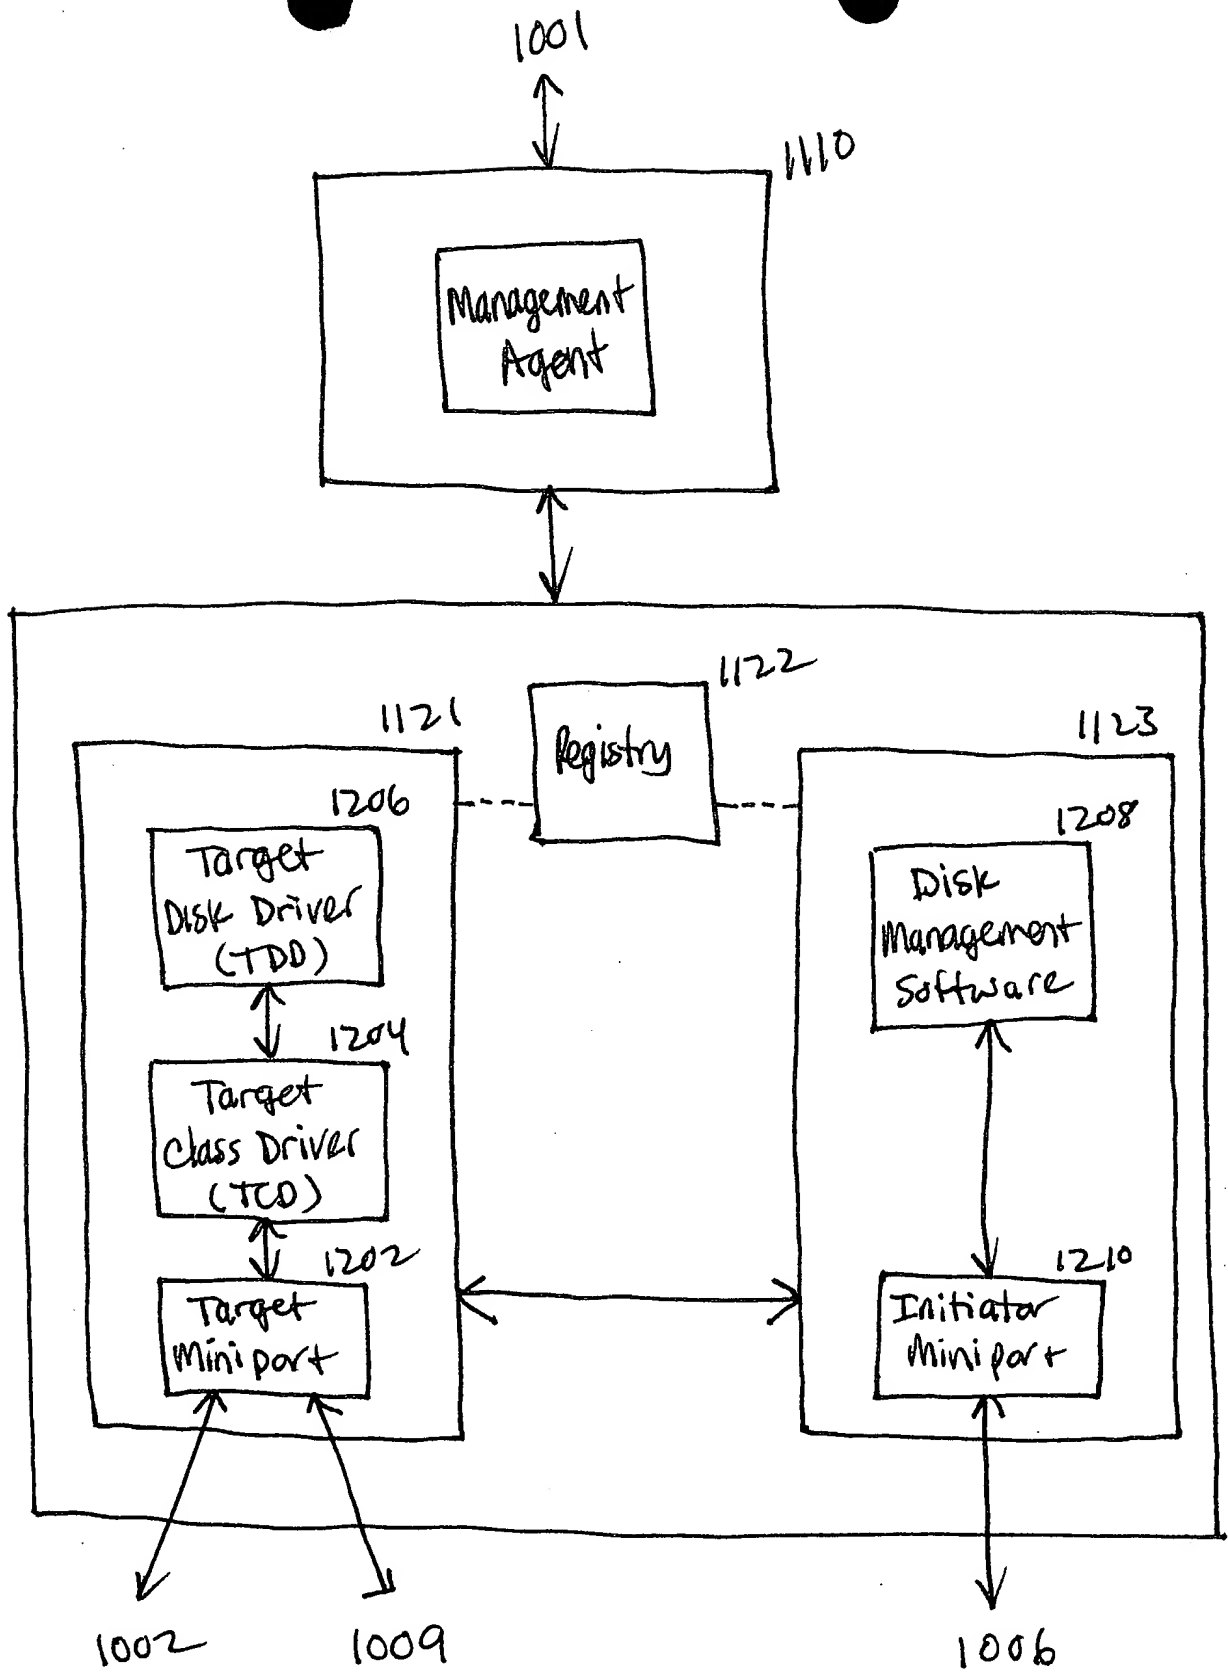 1001
1110
Management
Agent
1122
Registry
1121
1123
1206
Target
Disk Driver
(TDD)
1208
Disk
Management
Software
1204
Target
Class Driver
(TCD)
1202
Target
Miniport
1210
Initiator
Miniport
1002
1009
1006